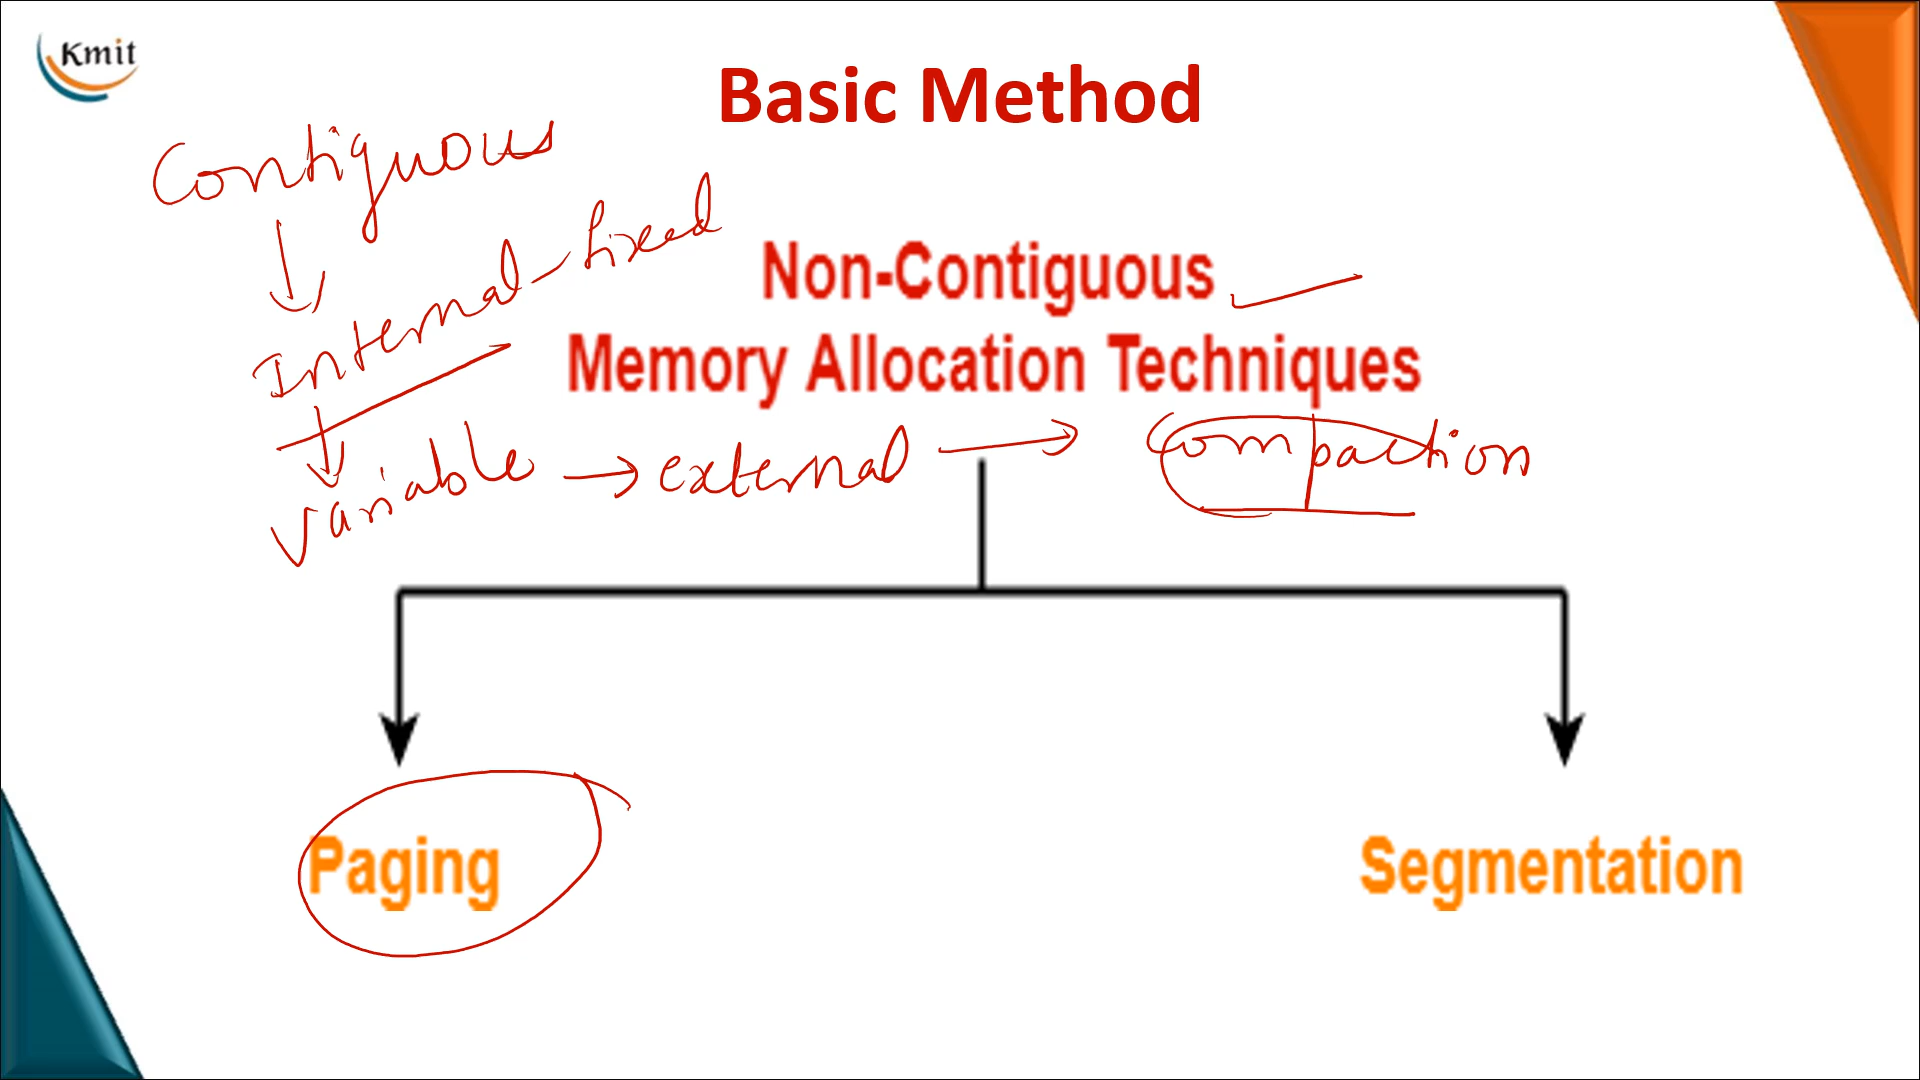 Kmit
Basic Method
Contiguous
Internal - fixed
Non-Contiguous
Memory Allocation Techniques
variable → external → Compaction
Paging
Segmentation